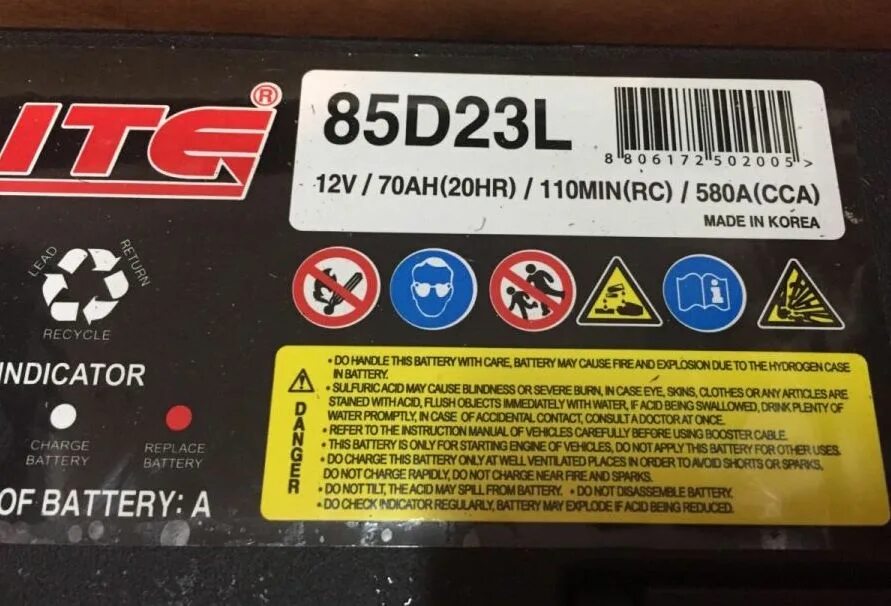 ITE®
85D23L
8 806172 502005 >
12V / 70AH(20HR) / 110MIN(RC) / 580A(CCA)
MADE IN KOREA
LEAD
RETURN
RECYCLE
INDICATOR
CHARGE
BATTERY
REPLACE
BATTERY
OF BATTERY: A
DANGER
• DO HANDLE THIS BATTERY WITH CARE, BATTERY MAY CAUSE FIRE AND EXPLOSION DUE TO THE HYDROGEN CASE
IN BATTERY.
• SULFURIC ACID MAY CAUSE BLINDNESS OR SEVERE BURN, IN CASE EYE, SKINS, CLOTHES OR ANY ARTICLES ARE
STAINED WITH ACID, FLUSH OBJECTS IMMEDIATELY WITH WATER, IF ACID BEING SWALLOWED, DRINK PLENTY OF
WATER PROMPTLY, IN CASE OF ACCIDENTAL CONTACT, CONSULT A DOCTOR AT ONCE.
• REFER TO THE INSTRUCTION MANUAL OF VEHICLES CAREFULLY BEFORE USING BOOSTER CABLE.
• THIS BATTERY IS ONLY FOR STARTING ENGINE OF VEHICLES, DO NOT APPLY THIS BATTERY FOR OTHER USES.
• DO CHARGE THIS BATTERY ONLY AT WELL VENTILATED PLACES IN ORDER TO AVOID SHORTS OR SPARKS,
DO NOT CHARGE RAPIDLY, DO NOT CHARGE NEAR FIRE AND SPARKS.
• DO NOT TILT, THE ACID MAY SPILL FROM BATTERY. • DO NOT DISASSEMBLE BATTERY.
• DO CHECK INDICATOR REGULARLY, BATTERY MAY EXPLODE IF ACID BEING REDUCED.